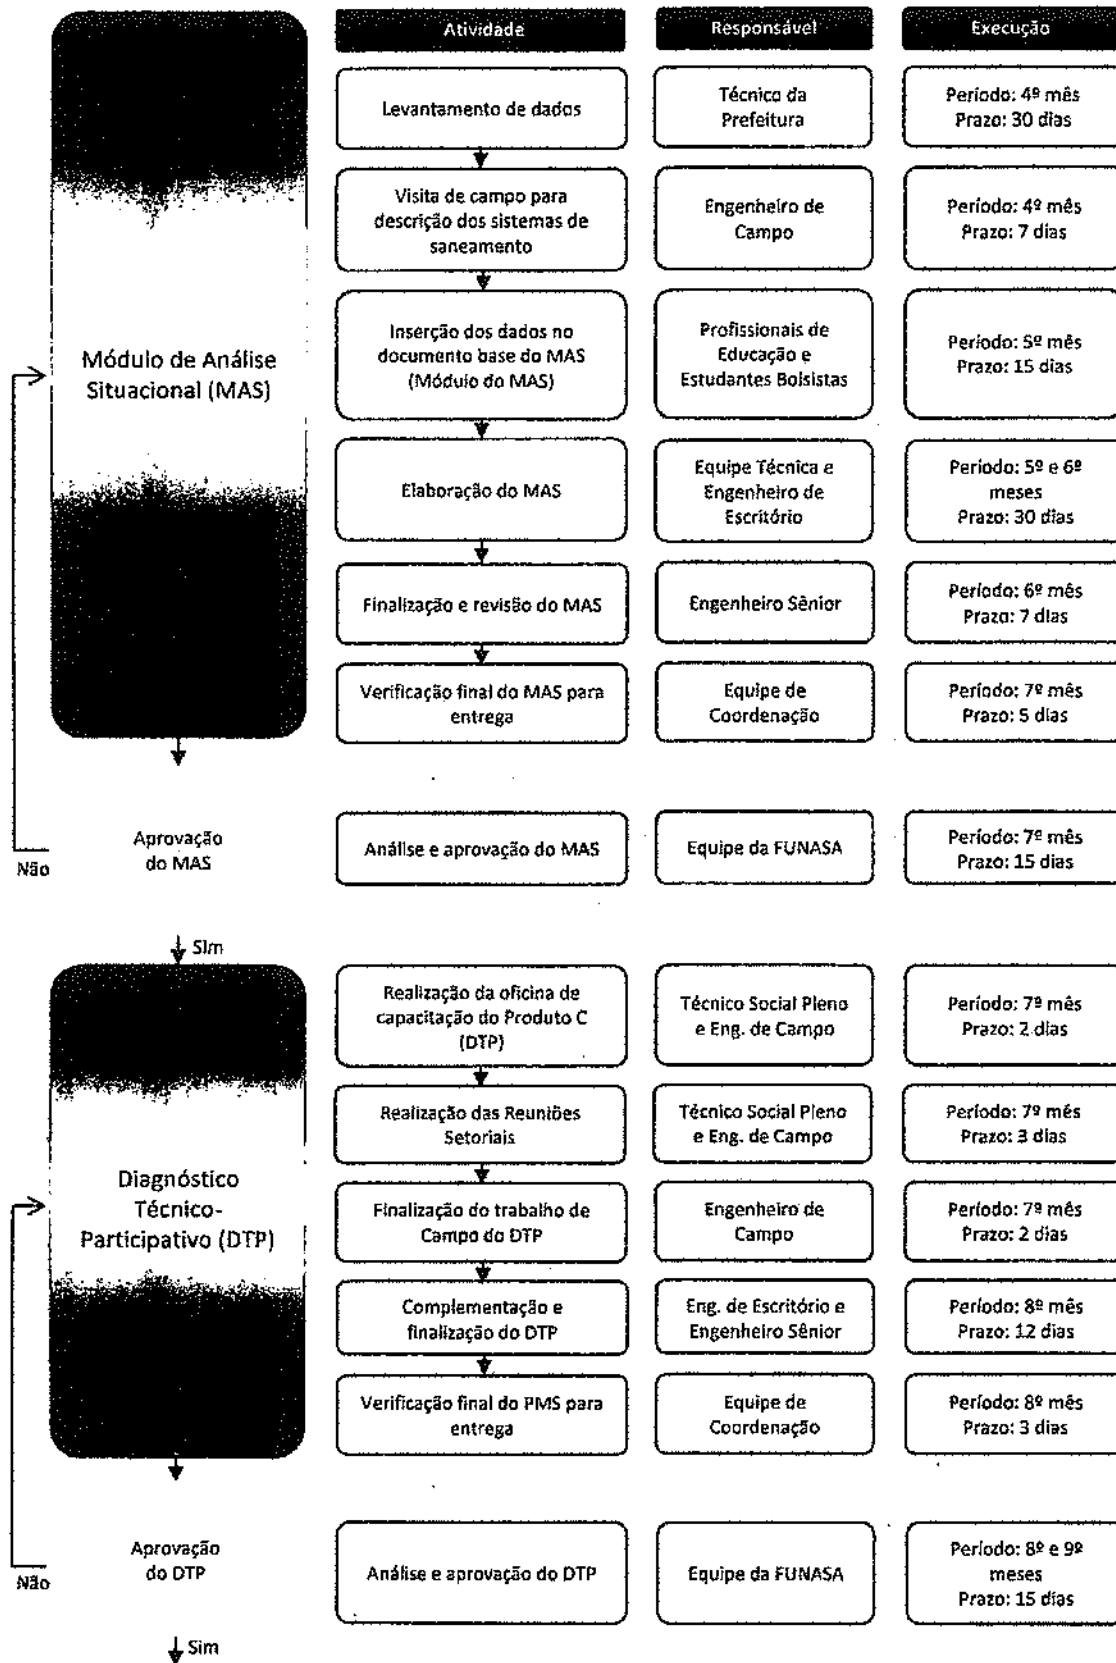 Atividade
Responsável
Execução
Levantamento de dados
Técnico da
Prefeitura
Período: 4º mês
Prazo: 30 dias
Visita de campo para
descrição dos sistemas de
saneamento
Engenheiro de
Campo
Período: 4º mês
Prazo: 7 dias
Módulo de Análise
Situacional (MAS)
Inserção dos dados no
documento base do MAS
(Módulo do MAS)
Profissionais de
Educação e
Estudantes Bolsistas
Período: 5º mês
Prazo: 15 dias
Elaboração do MAS
Equipe Técnica e
Engenheiro de
Escritório
Período: 5º e 6º
meses
Prazo: 30 dias
Finalização e revisão do MAS
Engenheiro Sênior
Período: 6º mês
Prazo: 7 dias
Verificação final do MAS para
entrega
Equipe de
Coordenação
Período: 7º mês
Prazo: 5 dias
Não
Aprovação
do MAS
Análise e aprovação do MAS
Equipe da FUNASA
Período: 7º mês
Prazo: 15 dias
Sim
Realização da oficina de
capacitação do Produto C
(DTP)
Técnico Social Pleno
e Eng. de Campo
Período: 7º mês
Prazo: 2 dias
Realização das Reuniões
Setoriais
Técnico Social Pleno
e Eng. de Campo
Período: 7º mês
Prazo: 3 dias
Diagnóstico
Técnico-
Participativo (DTP)
Finalização do trabalho de
Campo do DTP
Engenheiro de
Campo
Período: 7º mês
Prazo: 2 dias
Complementação e
finalização do DTP
Eng. de Escritório e
Engenheiro Sênior
Período: 8º mês
Prazo: 12 dias
Verificação final do PMS para
entrega
Equipe de
Coordenação
Período: 8º mês
Prazo: 3 dias
Não
Aprovação
do DTP
Análise e aprovação do DTP
Equipe da FUNASA
Período: 8º e 9º
meses
Prazo: 15 dias
Sim